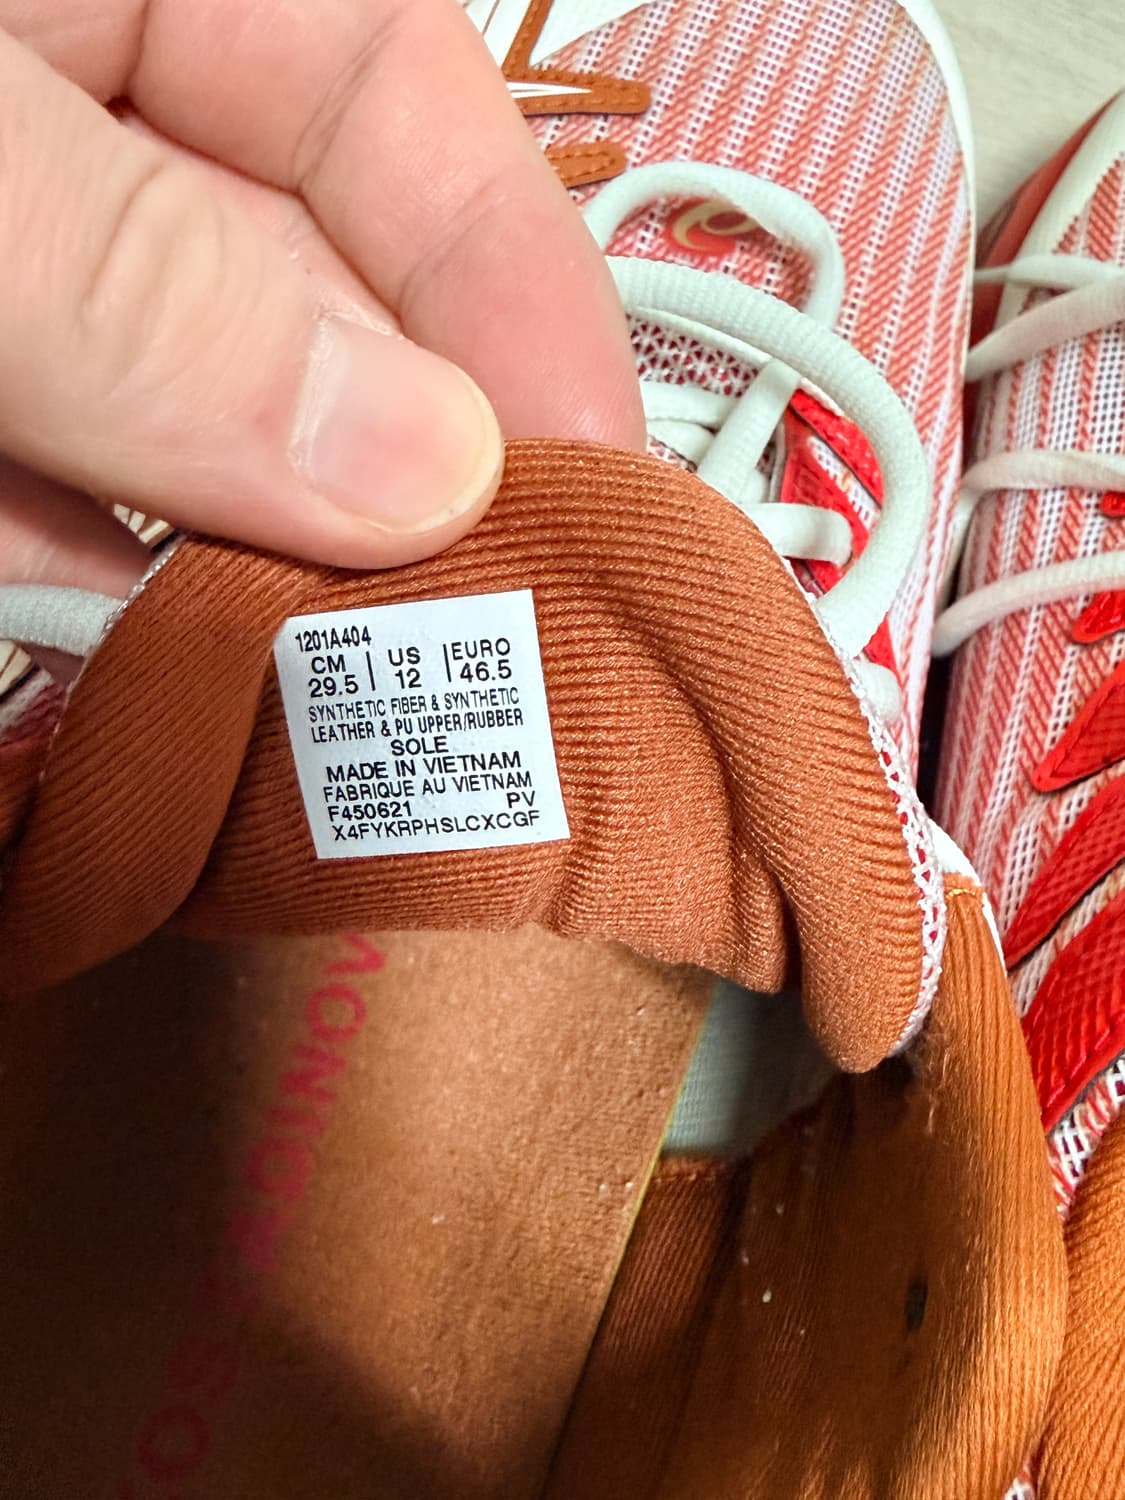 1201A404
CM | US | EURO
29.5 | 12 | 46.5
SYNTHETIC FIBER & SYNTHETIC
LEATHER & PU UPPER/RUBBER
SOLE
MADE IN VIETNAM
FABRIQUE AU VIETNAM
F450621 PV
X4FYKRPHSLCXCGF